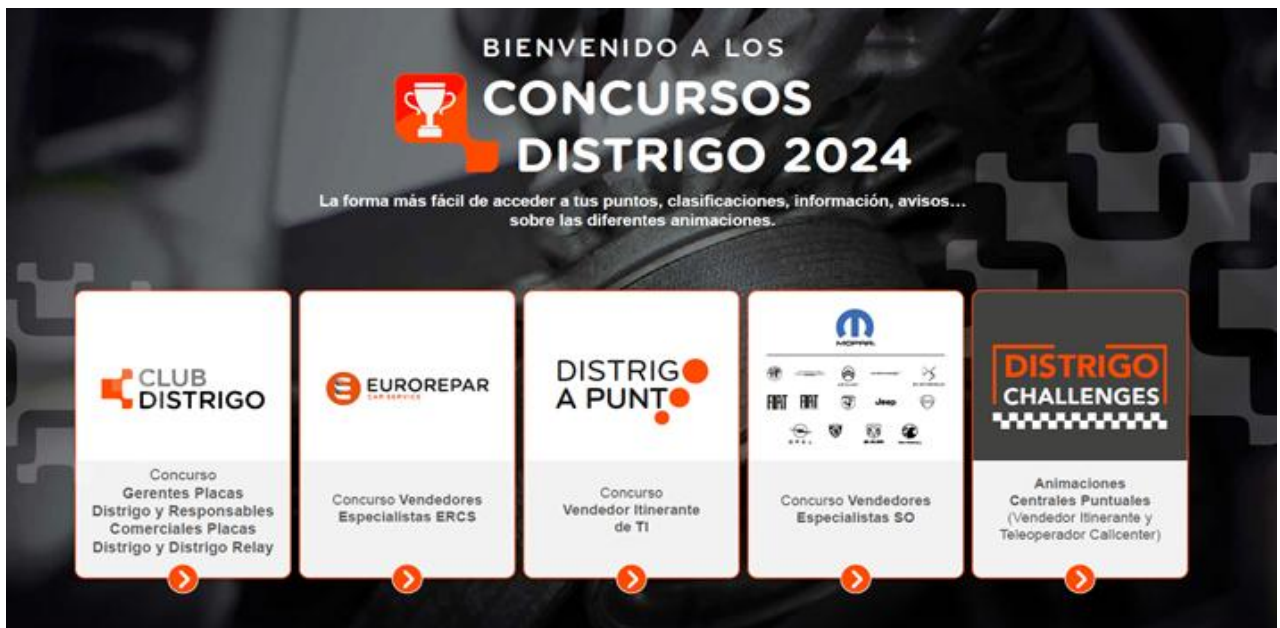 BIENVENIDO A LOS
CONCURSOS
DISTRIGO 2024
La forma más fácil de acceder a tus puntos, clasificaciones, información, avisos...
sobre las diferentes animaciones.
CLUB
DISTRIGO
Concurso
Gerentes Placas
Distrigo y Responsables
Comerciales Placas
Distrigo y Distrigo Relay
EUROREPAR
CAR SERVICE
Concurso Vendedores
Especialistas ERCS
DISTRIGO
A PUNTO
Concurso
Vendedor Itinerante
de TI
MOPAR
FIAT FIAT Jeep
OPEL
Concurso Vendedores
Especialistas SO
DISTRIGO
CHALLENGES
Animaciones
Centrales Puntuales
(Vendedor Itinerante y
Teleoperador Callcenter)